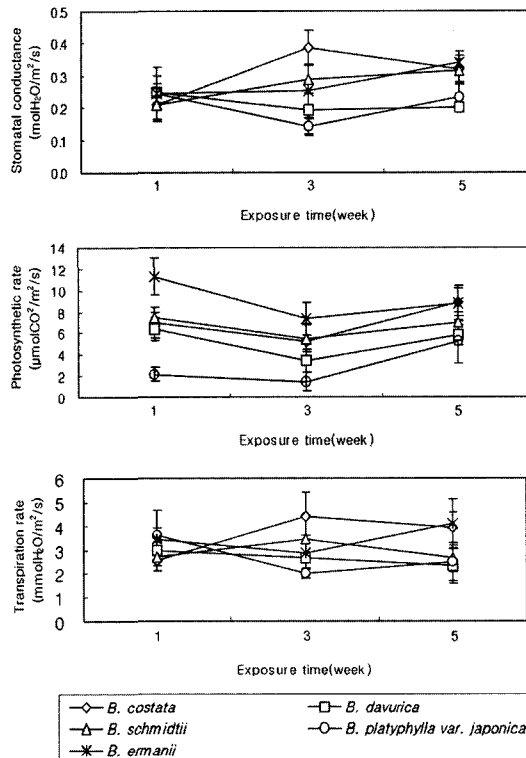 Stomatal conductance
(molH₂O/m²/s)
0.5
0.4
0.3
0.2
0.1
0.0
1 3 5
Exposure time(week)
Photosynthetic rate
(µmolCO²/m²/s)
14
12
10
8
6
4
2
0
1 3 5
Exposure time(week)
Transpiration rate
(mmolH₂O/m²/s)
6
5
4
3
2
1
0
1 3 5
Exposure time(week)
B. costata
B. davurica
B. schmidtii
B. platyphylla var. japonica
B. ermanii